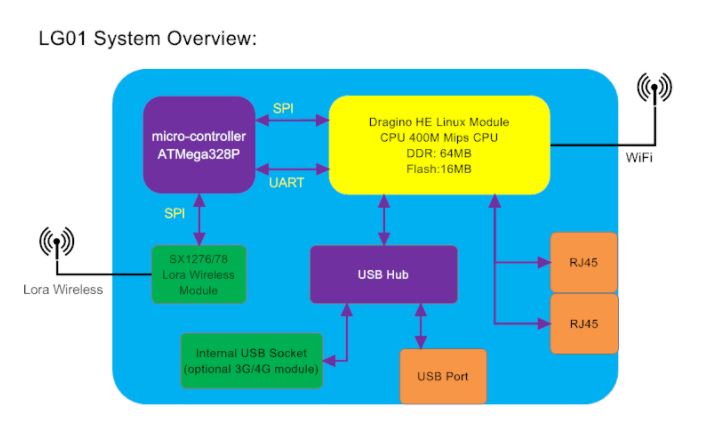 LG01 System Overview:
micro-controller
ATMega328P
SPI
UART
Dragino HE Linux Module
CPU 400M Mips CPU
DDR: 64MB
Flash:16MB
WiFi
SPI
SX1276/78
Lora Wireless
Module
Lora Wireless
USB Hub
RJ45
RJ45
Internal USB Socket
(optional 3G/4G module)
USB Port